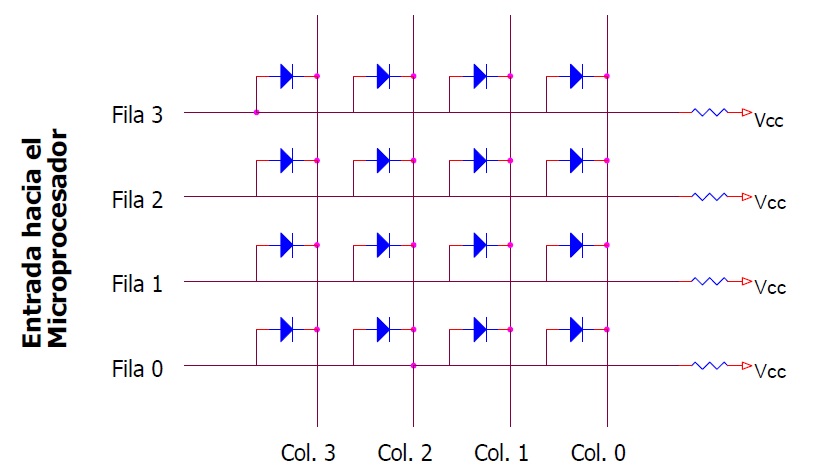 Entrada hacia el
Microprocesador
Fila 3
Vcc
Fila 2
Vcc
Fila 1
Vcc
Fila 0
Vcc
Col. 3
Col. 2
Col. 1
Col. 0